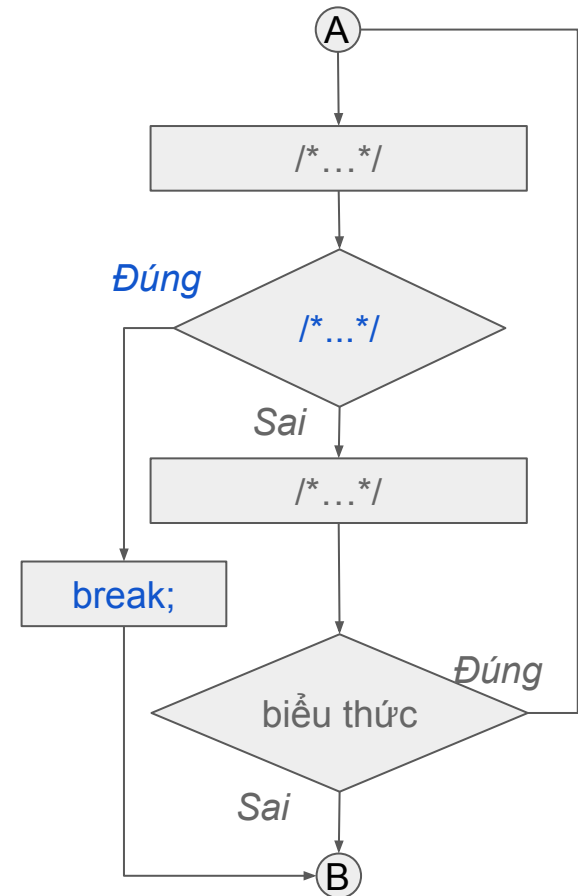 A
/*…*/
Đúng
/*...*/
Sai
/*…*/
break;
Đúng
biểu thức
Sai
B